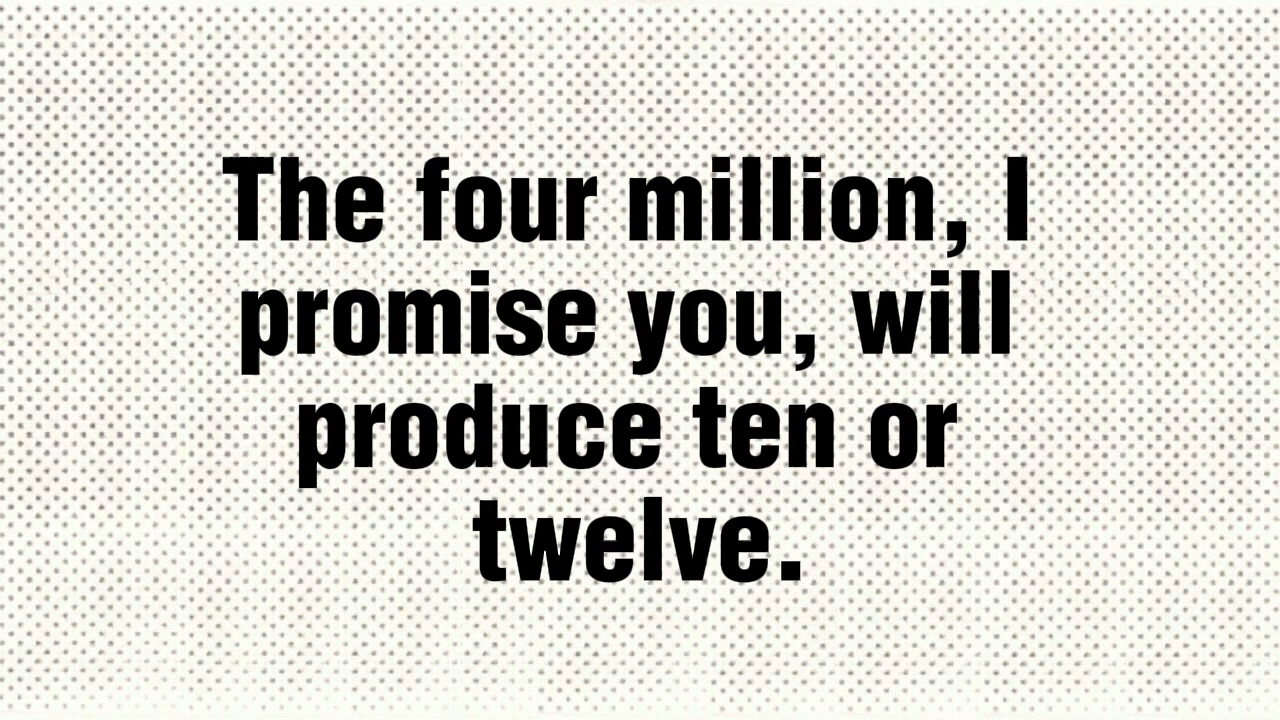 The four million, I
promise you, will
produce ten or
twelve.